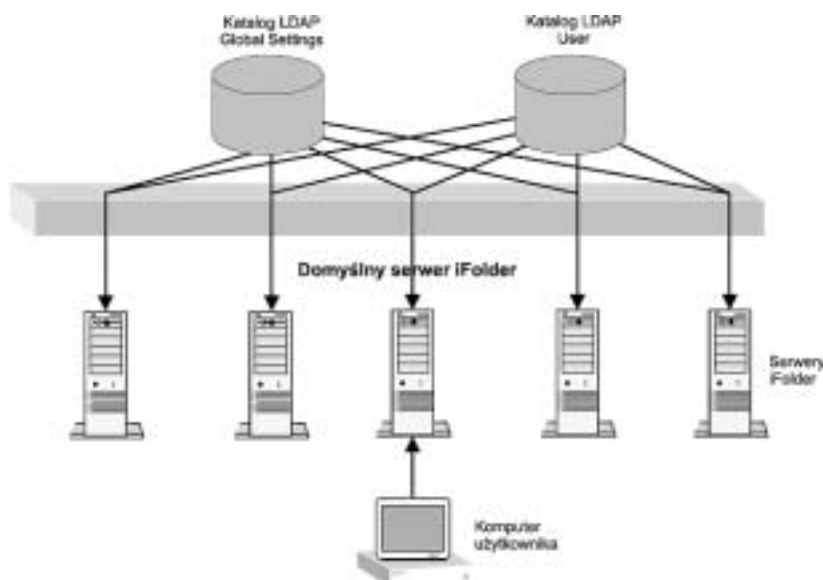 Katalog LDAP
Global Settings
Katalog LDAP
User
Domyślny serwer iFolder
Serwery
iFolder
Komputer
użytkownika